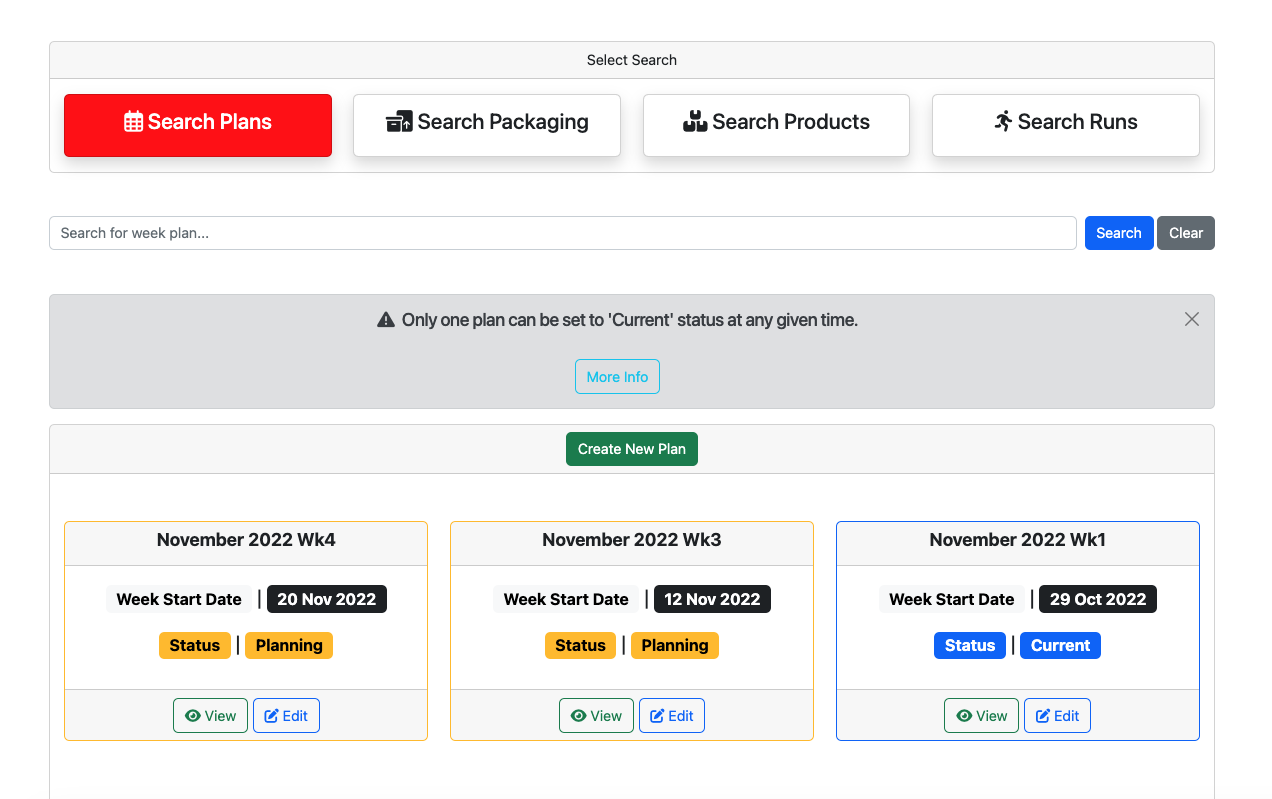 Select Search
Search Plans Search Packaging Search Products Search Runs
Search for week plan... Search Clear
Only one plan can be set to 'Current' status at any given time.
More Info
Create New Plan
November 2022 Wk4
Week Start Date | 20 Nov 2022
Status | Planning
View Edit
November 2022 Wk3
Week Start Date | 12 Nov 2022
Status | Planning
View Edit
November 2022 Wk1
Week Start Date | 29 Oct 2022
Status | Current
View Edit